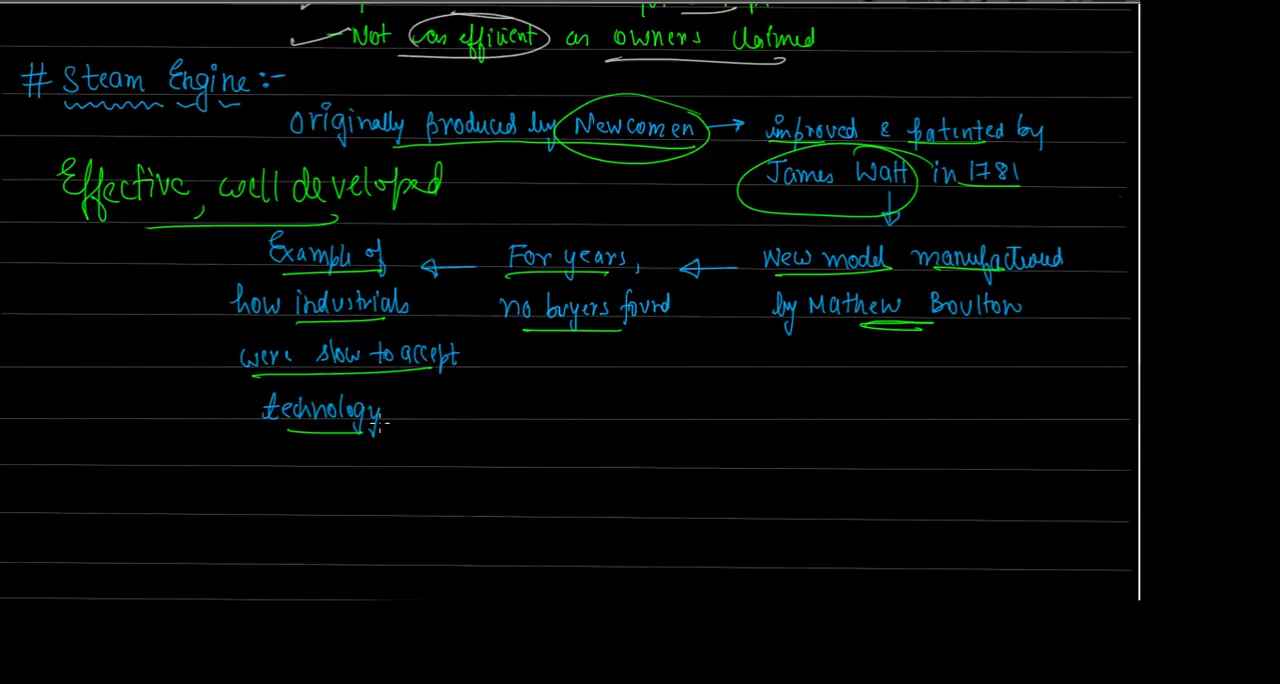 - Not as efficient as owners claimed
# Steam Engine :-
Originally produced by Newcomen → improved & patented by
James Watt in 1781
Effective, well developed
↓
Example of ← For years, ← New model manufactured
how industrials no buyers found by Mathew Boulton
were slow to accept
technology